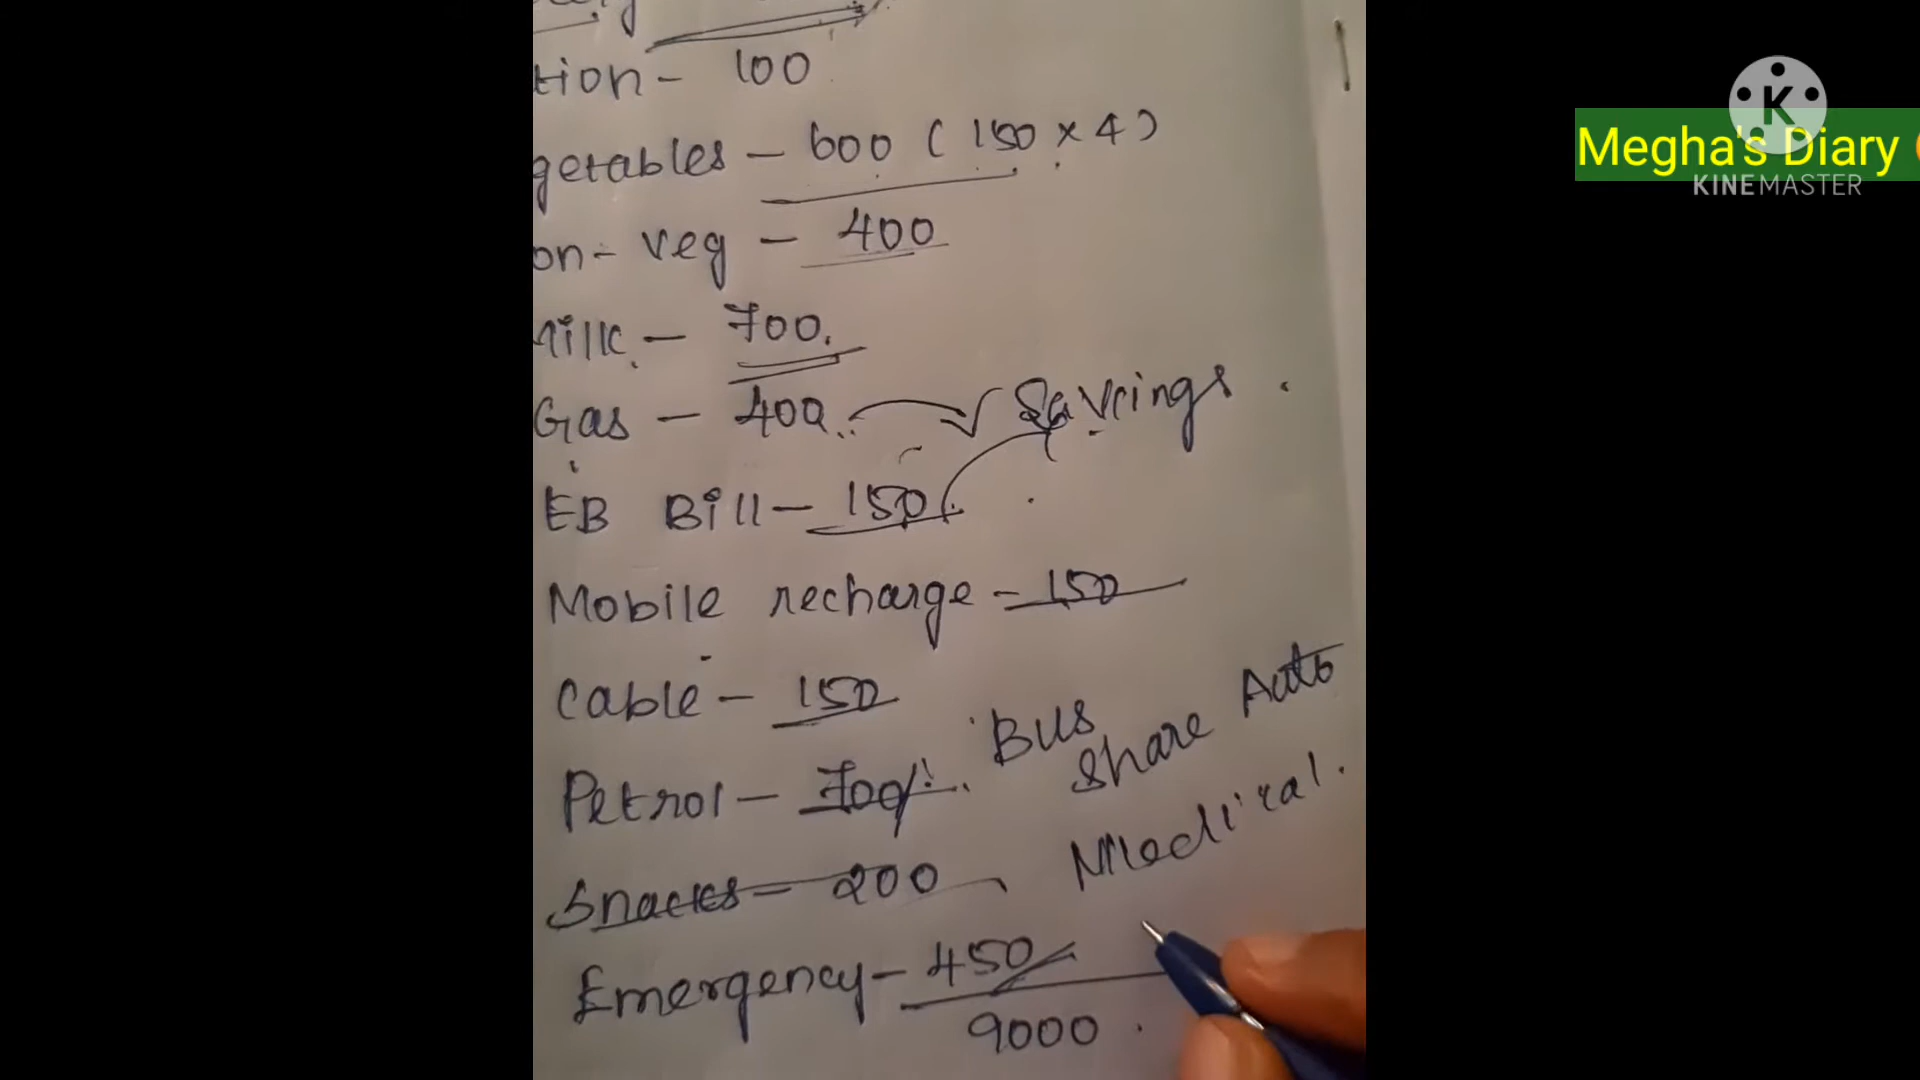 tion - 100
getables - 600 (150 x 4)
on - veg - 400
Milk - 700.
Gas - 400. Savings.
EB Bill - 150
Mobile recharge - 150
Cable - 150
Petrol - 700/. Bus
Share Auto
Snacks - 200 Medical.
Emergency - 450
9000
Megha's Diary
K
KINEMASTER